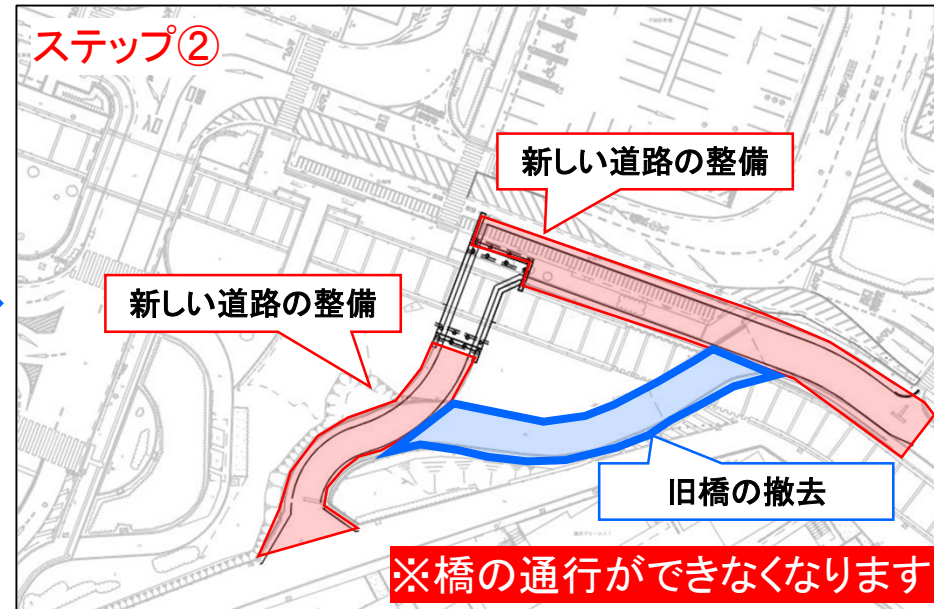 ステップ②
新しい道路の整備
新しい道路の整備
旧橋の撤去
※橋の通行ができなくなります